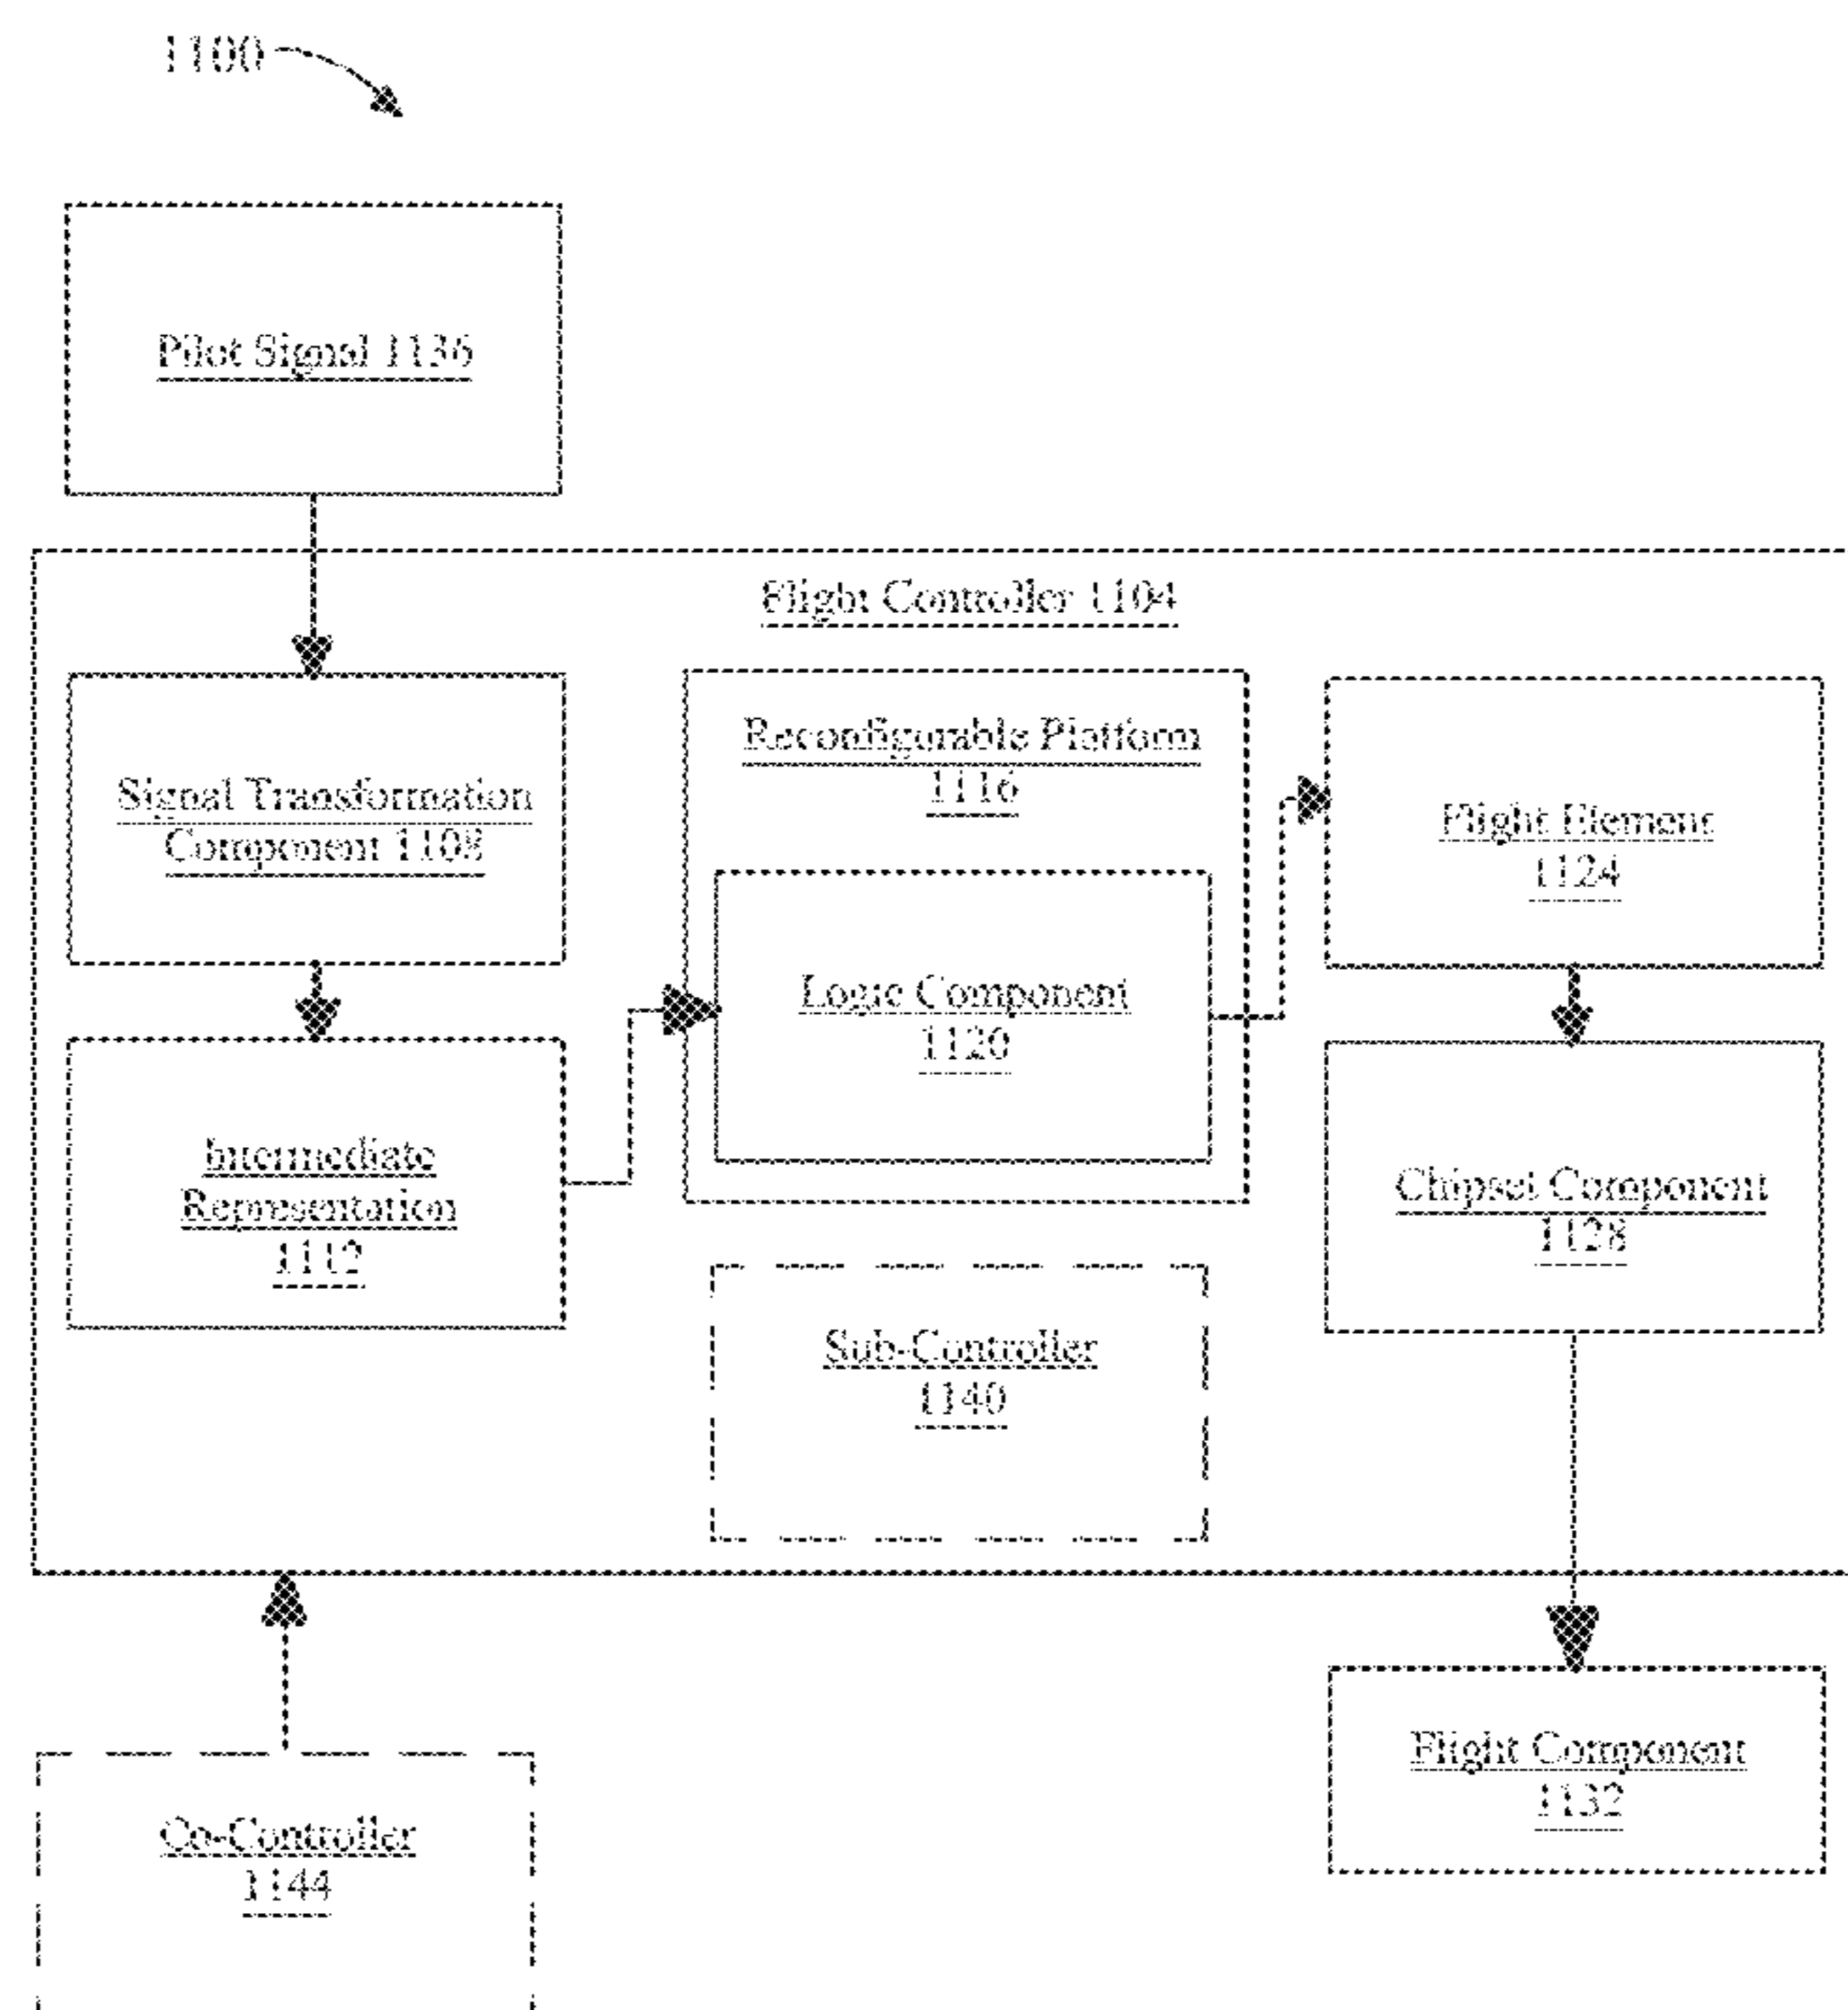 1100
Pilot Signal 1136
Flight Controller 1104
Signal Transformation
Component 1108
Reconfigurable Platform
1116
Flight Element
1124
Logic Component
1120
Intermediate
Representation
1112
Chipset Component
1128
Sub-Controller
1140
Flight Component
1132
Co-Controller
1144